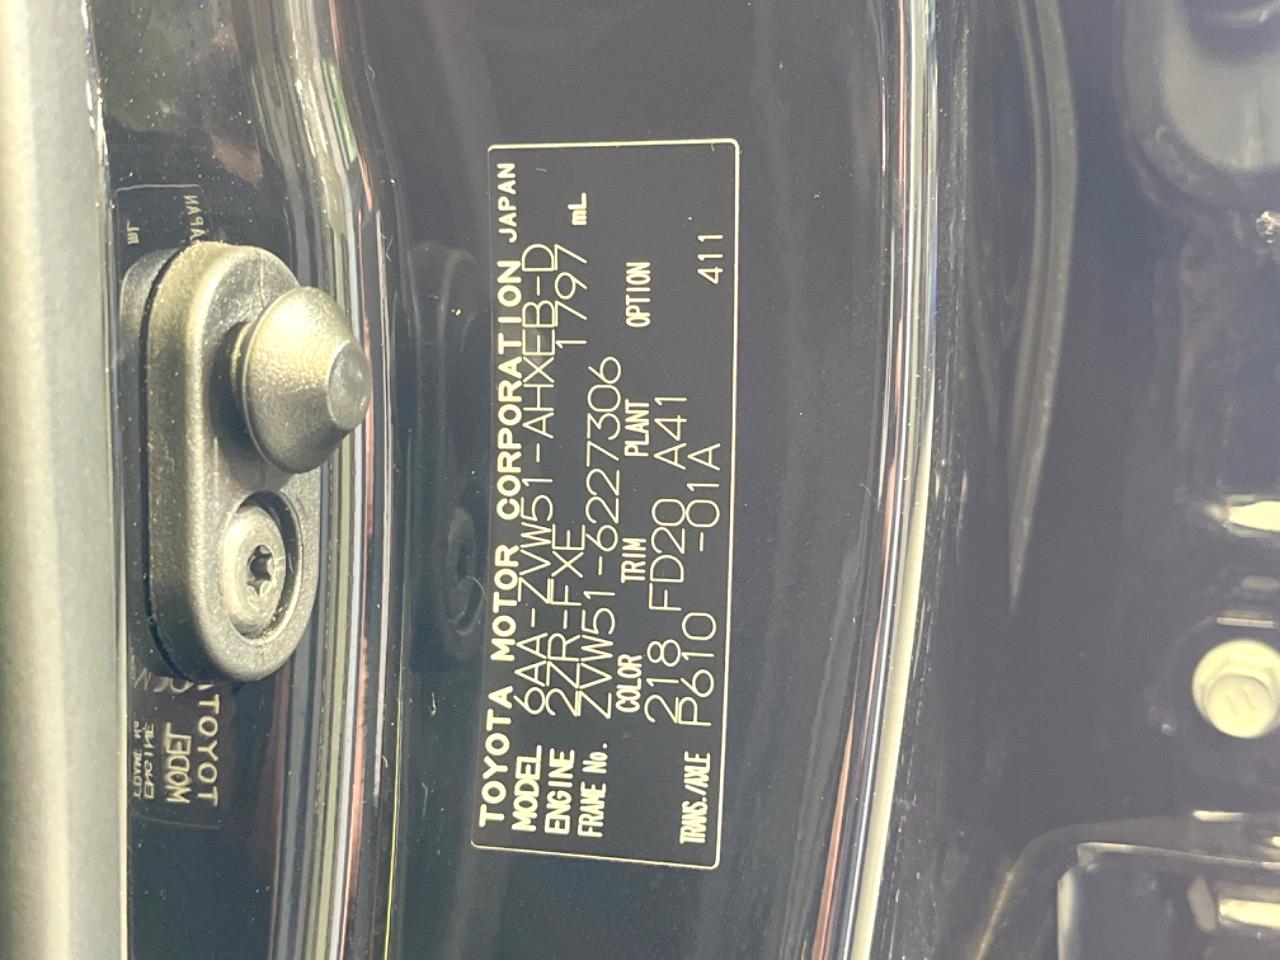 TOYOTA MOTOR CORPORATION JAPAN
MODEL 6AA-ZVW51-AHXEB-D
ENGINE 2ZR-FXE 1797 mL
FRAME No. ZVW51-6227306
COLOR TRIM PLANT OPTION
218 FD20 A41
TRANS./AXLE P610 -01A 411